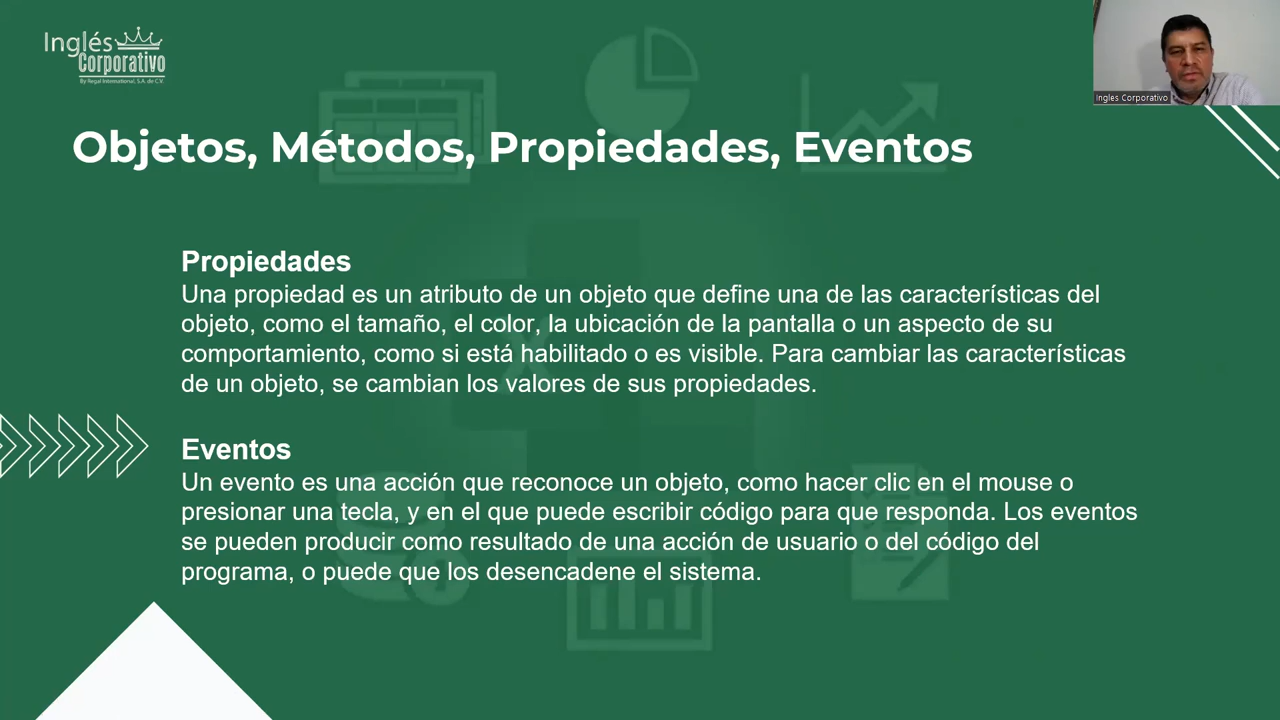 Inglés
Corporativo
By Regal International, S.A. de C.V.
Ingles Corporativo
Objetos, Métodos, Propiedades, Eventos
Propiedades
Una propiedad es un atributo de un objeto que define una de las características del
objeto, como el tamaño, el color, la ubicación de la pantalla o un aspecto de su
comportamiento, como si está habilitado o es visible. Para cambiar las características
de un objeto, se cambian los valores de sus propiedades.
Eventos
Un evento es una acción que reconoce un objeto, como hacer clic en el mouse o
presionar una tecla, y en el que puede escribir código para que responda. Los eventos
se pueden producir como resultado de una acción de usuario o del código del
programa, o puede que los desencadene el sistema.